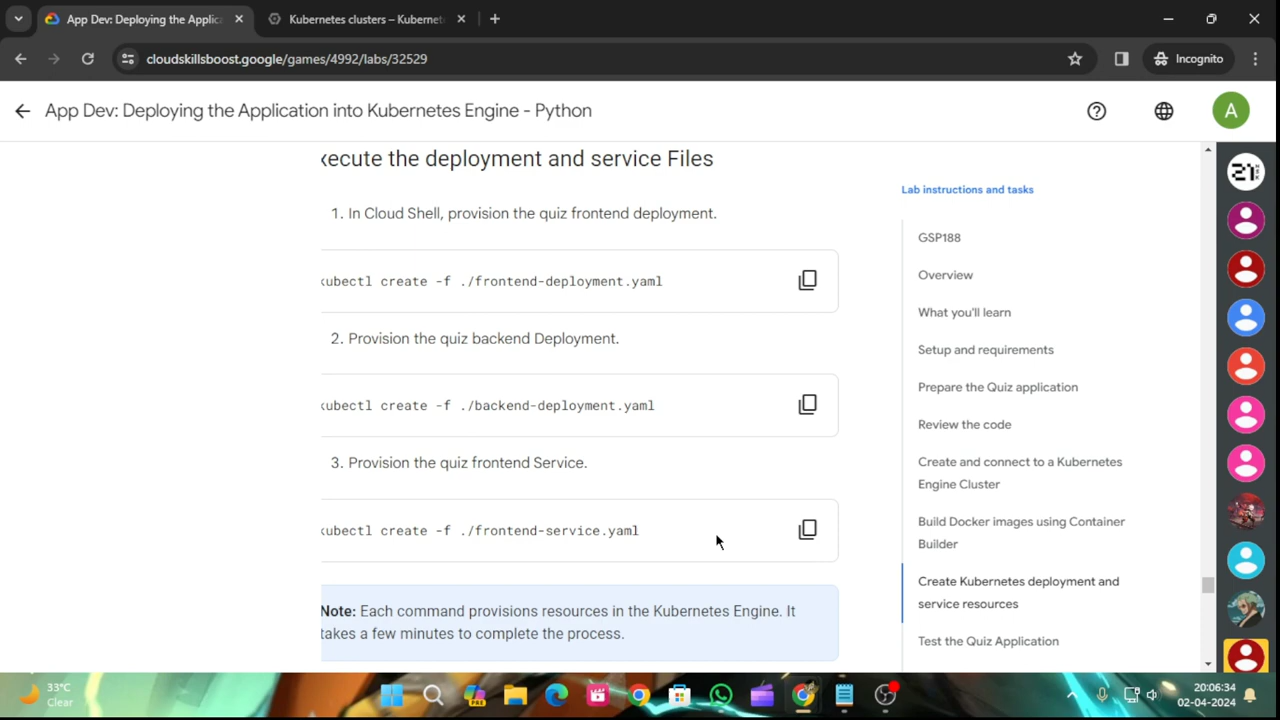 App Dev: Deploying the Applica
Kubernetes clusters – Kubernet
cloudskillsboost.google/games/4992/labs/32529
Incognito
App Dev: Deploying the Application into Kubernetes Engine - Python
A
xecute the deployment and service Files
1. In Cloud Shell, provision the quiz frontend deployment.
kubectl create -f ./frontend-deployment.yaml
2. Provision the quiz backend Deployment.
kubectl create -f ./backend-deployment.yaml
3. Provision the quiz frontend Service.
kubectl create -f ./frontend-service.yaml
Note: Each command provisions resources in the Kubernetes Engine. It
takes a few minutes to complete the process.
Lab instructions and tasks
GSP188
Overview
What you'll learn
Setup and requirements
Prepare the Quiz application
Review the code
Create and connect to a Kubernetes
Engine Cluster
Build Docker images using Container
Builder
Create Kubernetes deployment and
service resources
Test the Quiz Application
33°C
Clear
PRE
20:06:34
02-04-2024